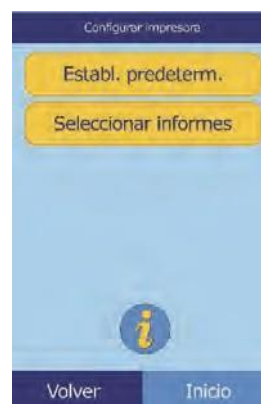 Configurar impresora
Establ. predeterm.
Seleccionar informes
i
Volver Inicio